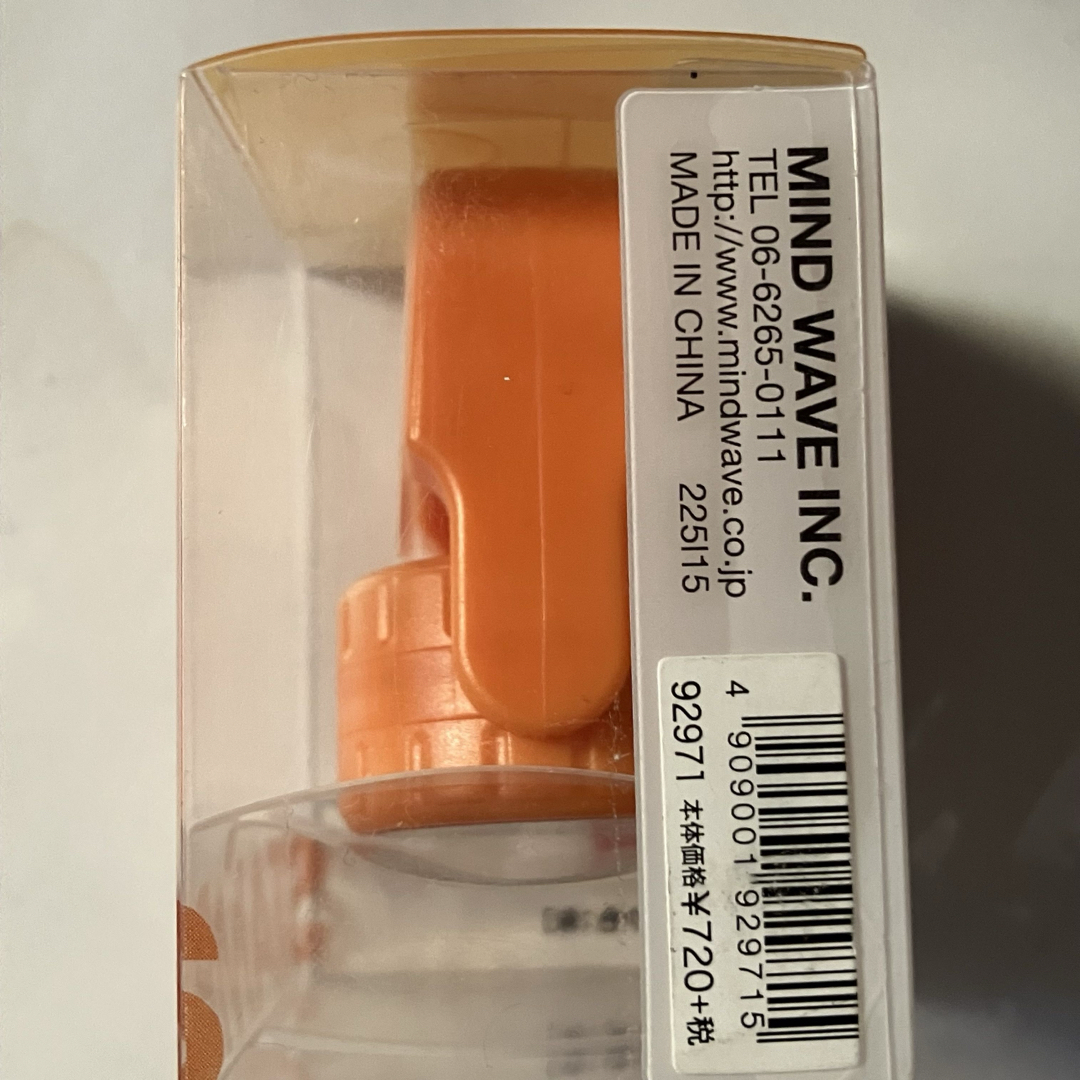 MIND WAVE INC.
TEL 06-6265-0111
http://www.mindwave.co.jp
MADE IN CHINA 225I15
4 909001 929715
92971 本体価格¥720+税